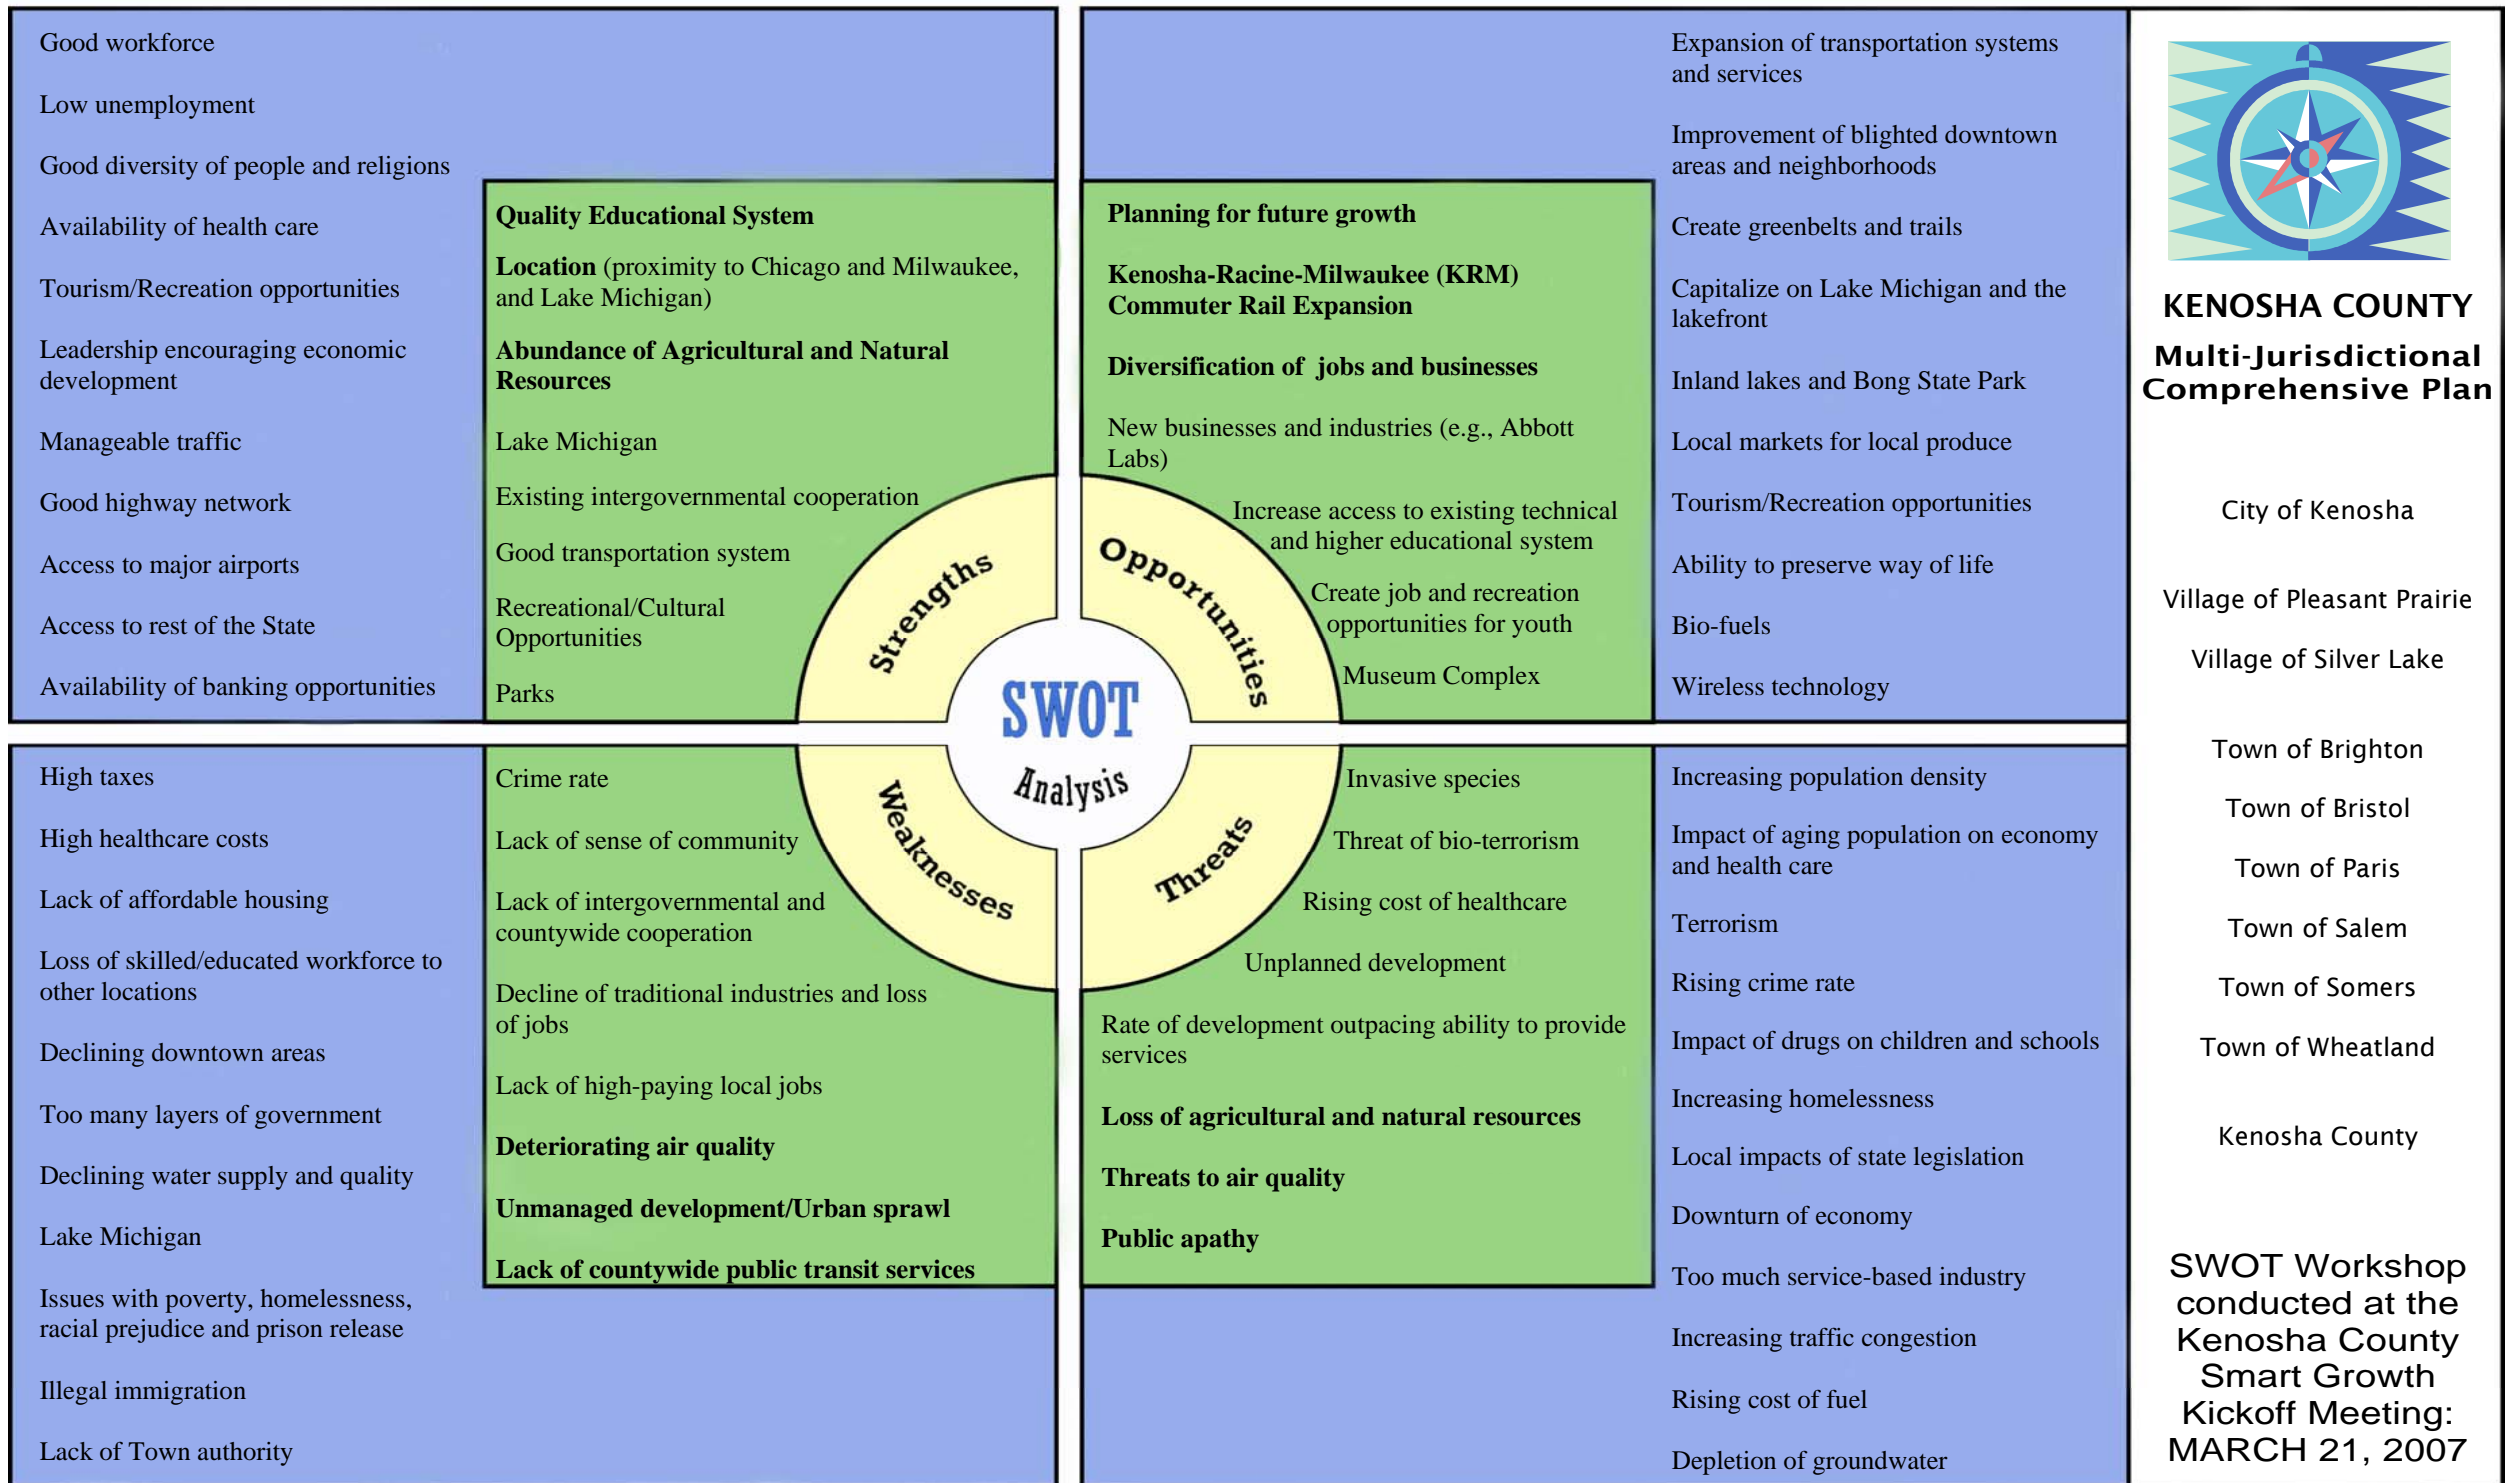 Good workforce
Low unemployment
Good diversity of people and religions
Availability of health care
Tourism/Recreation opportunities
Leadership encouraging economic
development
Manageable traffic
Good highway network
Access to major airports
Access to rest of the State
Availability of banking opportunities
Quality Educational System
Location (proximity to Chicago and Milwaukee,
and Lake Michigan)
Abundance of Agricultural and Natural
Resources
Lake Michigan
Existing intergovernmental cooperation
Good transportation system
Recreational/Cultural
Opportunities
Parks
Strengths
Planning for future growth
Kenosha-Racine-Milwaukee (KRM)
Commuter Rail Expansion
Diversification of jobs and businesses
New businesses and industries (e.g., Abbott
Labs)
Increase access to existing technical
and higher educational system
Create job and recreation
opportunities for youth
Museum Complex
Opportunities
Expansion of transportation systems
and services
Improvement of blighted downtown
areas and neighborhoods
Create greenbelts and trails
Capitalize on Lake Michigan and the
lakefront
Inland lakes and Bong State Park
Local markets for local produce
Tourism/Recreation opportunities
Ability to preserve way of life
Bio-fuels
Wireless technology
SWOT
Analysis
High taxes
High healthcare costs
Lack of affordable housing
Loss of skilled/educated workforce to
other locations
Declining downtown areas
Too many layers of government
Declining water supply and quality
Lake Michigan
Issues with poverty, homelessness,
racial prejudice and prison release
Illegal immigration
Lack of Town authority
Crime rate
Lack of sense of community
Lack of intergovernmental and
countywide cooperation
Decline of traditional industries and loss
of jobs
Lack of high-paying local jobs
Deteriorating air quality
Unmanaged development/Urban sprawl
Lack of countywide public transit services
Weaknesses
Threats
Invasive species
Threat of bio-terrorism
Rising cost of healthcare
Unplanned development
Rate of development outpacing ability to provide
services
Loss of agricultural and natural resources
Threats to air quality
Public apathy
Increasing population density
Impact of aging population on economy
and health care
Terrorism
Rising crime rate
Impact of drugs on children and schools
Increasing homelessness
Local impacts of state legislation
Downturn of economy
Too much service-based industry
Increasing traffic congestion
Rising cost of fuel
Depletion of groundwater
KENOSHA COUNTY
Multi-Jurisdictional
Comprehensive Plan
City of Kenosha
Village of Pleasant Prairie
Village of Silver Lake
Town of Brighton
Town of Bristol
Town of Paris
Town of Salem
Town of Somers
Town of Wheatland
Kenosha County
SWOT Workshop
conducted at the
Kenosha County
Smart Growth
Kickoff Meeting:
MARCH 21, 2007